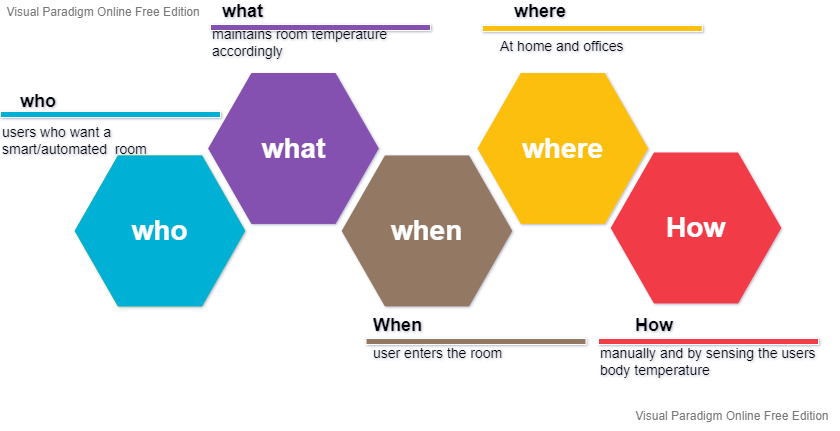 Visual Paradigm Online Free Edition
what
maintains room temperature
accordingly
where
At home and offices
who
users who want a
smart/automated  room
who
what
when
where
How
When
user enters the room
How
manually and by sensing the users
body temperature
Visual Paradigm Online Free Edition